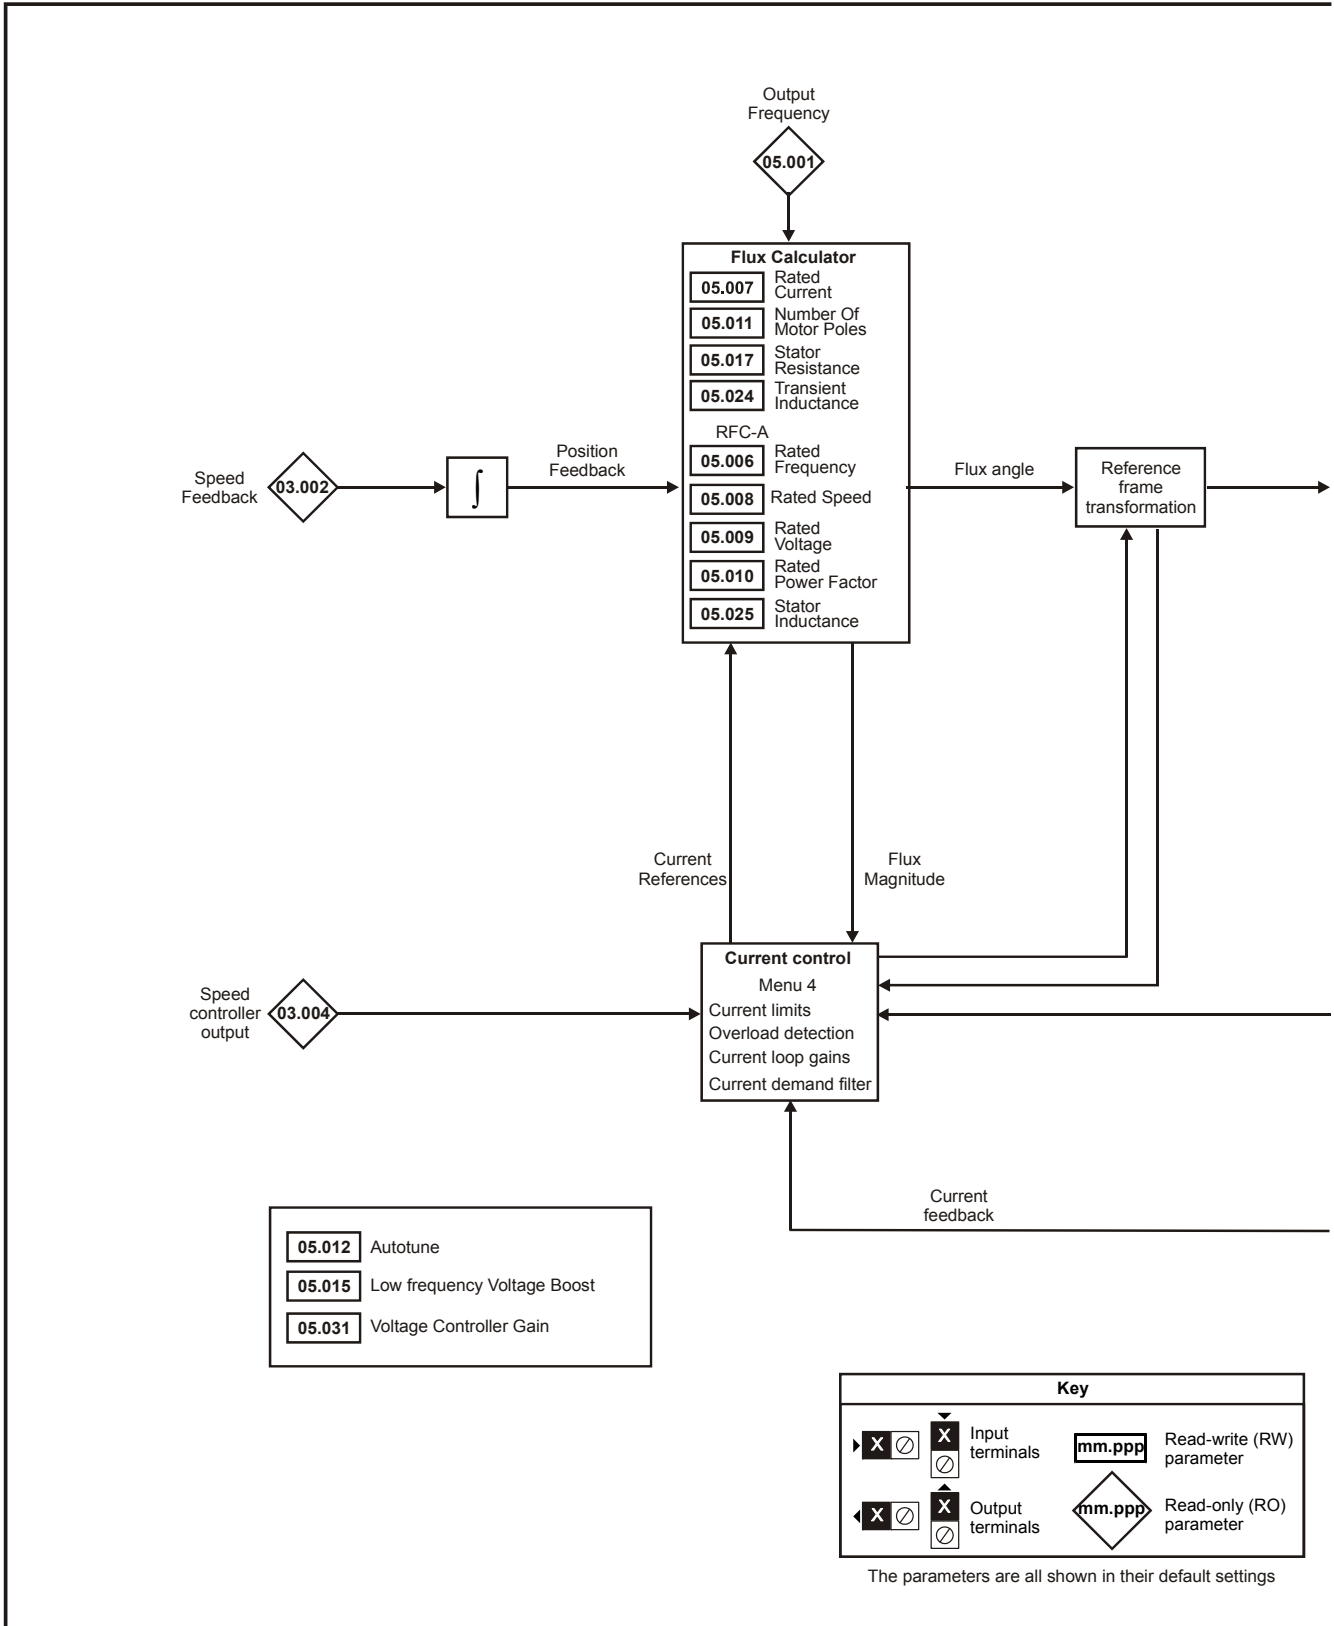 Output
Frequency
05.001
Flux Calculator
05.007
Rated
Current
05.011
Number Of
Motor Poles
05.017
Stator
Resistance
05.024
Transient
Inductance
RFC-A
05.006
Rated
Frequency
05.008
Rated Speed
05.009
Rated
Voltage
05.010
Rated
Power Factor
05.025
Stator
Inductance
Speed
Feedback
03.002
∫
Position
Feedback
Flux angle
Reference
frame
transformation
Current
References
Flux
Magnitude
Speed
controller
output
03.004
Current control
Menu 4
Current limits
Overload detection
Current loop gains
Current demand filter
Current
feedback
05.012 Autotune
05.015 Low frequency Voltage Boost
05.031 Voltage Controller Gain
Key
X
X
Input
terminals
mm.ppp
Read-write (RW)
parameter
X
X
Output
terminals
mm.ppp
Read-only (RO)
parameter
The parameters are all shown in their default settings